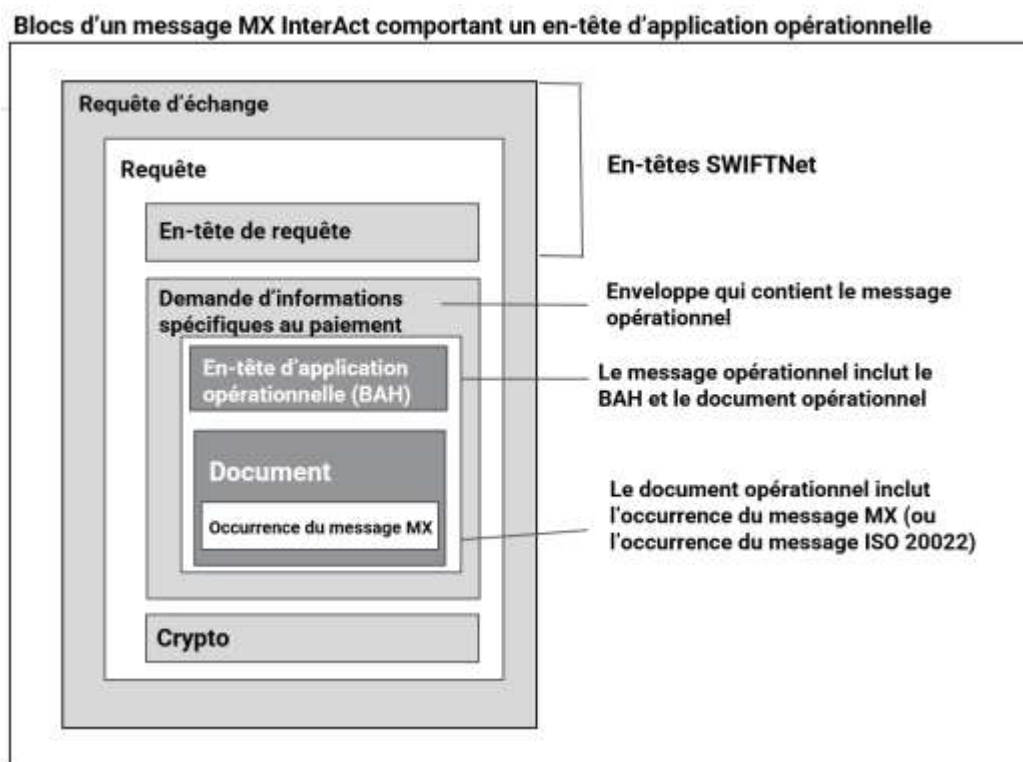 Blocs d'un message MX InterAct comportant un en-tête d'application opérationnelle
Requête d'échange
Requête
En-têtes SWIFTNet
En-tête de requête
Demande d'informations
spécifiques au paiement
Enveloppe qui contient le message
opérationnel
En-tête d'application
opérationnelle (BAH)
Le message opérationnel inclut le
BAH et le document opérationnel
Document
Occurrence du message MX
Le document opérationnel inclut
l'occurrence du message MX (ou
l'occurrence du message ISO 20022)
Crypto